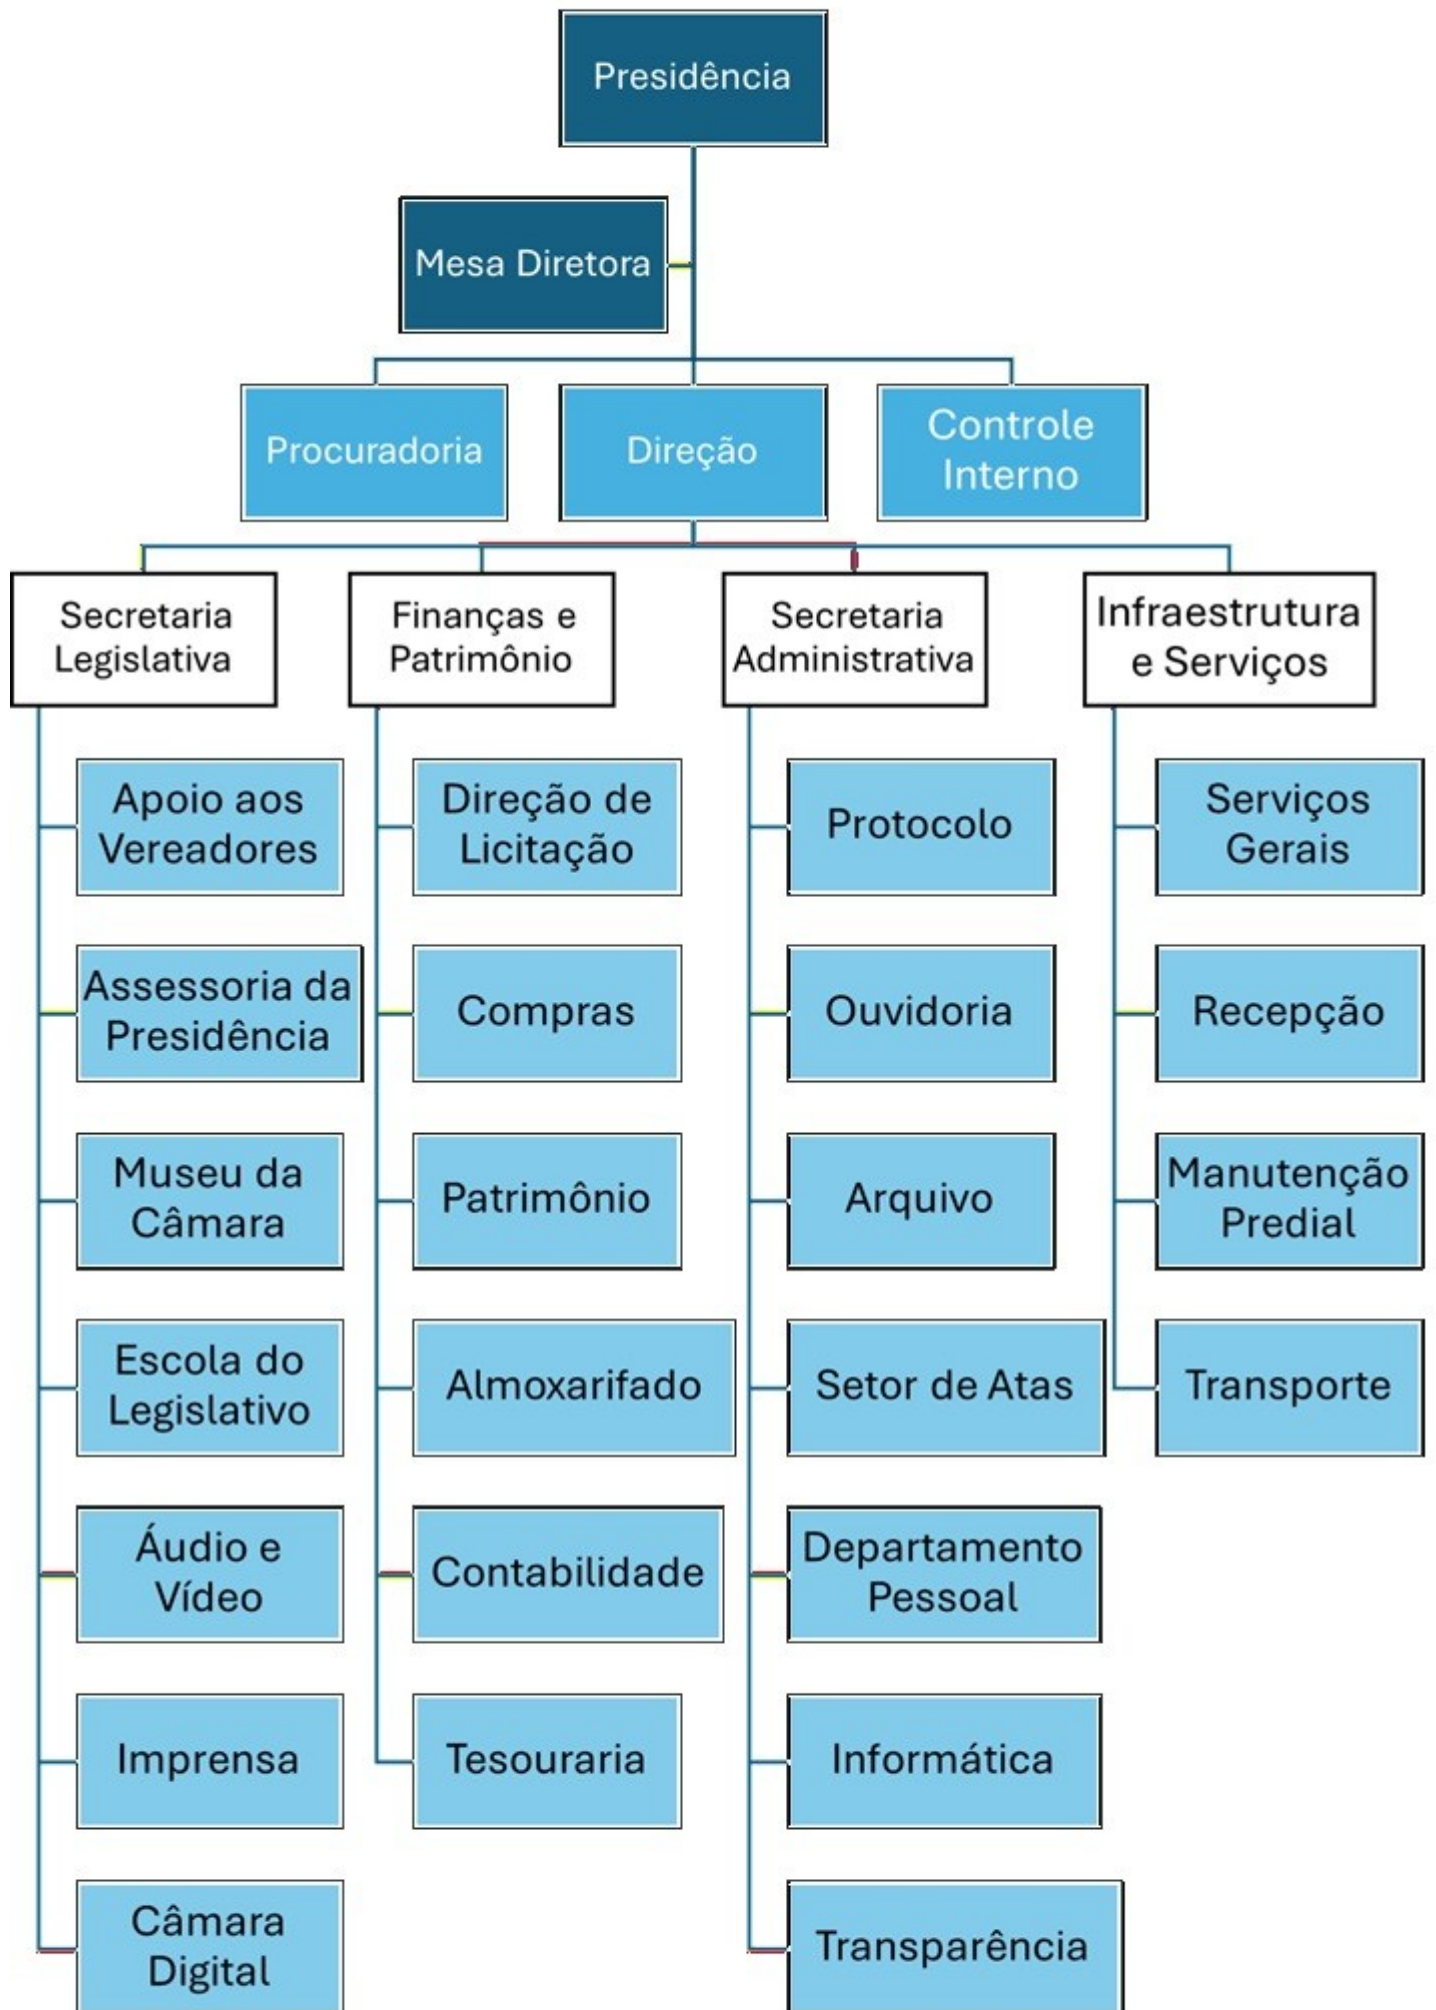 Presidência
Mesa Diretora
Procuradoria
Direção
Controle
Interno
Secretaria
Legislativa
Finanças e
Patrimônio
Secretaria
Administrativa
Infraestrutura
e Serviços
Apoio aos
Vereadores
Direção de
Licitação
Protocolo
Serviços
Gerais
Assessoria da
Presidência
Compras
Ouvidoria
Recepção
Museu da
Câmara
Patrimônio
Arquivo
Manutenção
Predial
Escola do
Legislativo
Almoxarifado
Setor de Atas
Transporte
Áudio e
Vídeo
Contabilidade
Departamento
Pessoal
Imprensa
Tesouraria
Informática
Câmara
Digital
Transparência